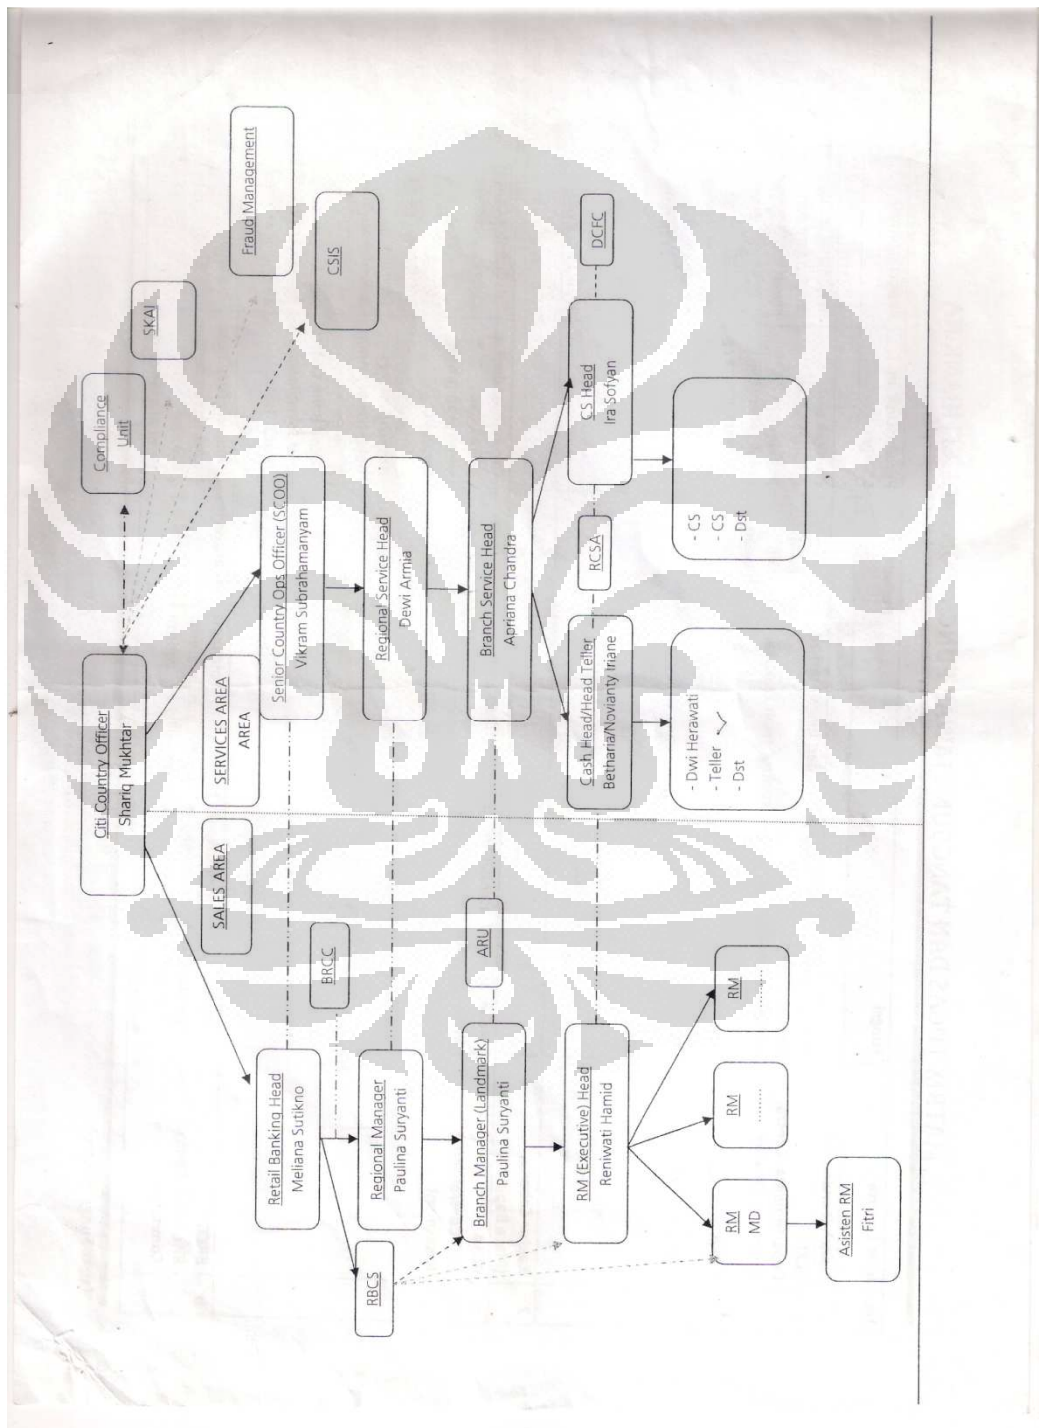 Citi Country Officer
Shariq Mukhtar
Compliance
Unit
SKAI
Fraud Management
CSIS
SALES AREA
SERVICES AREA
AREA
Retail Banking Head
Meliana Sutikno
Senior Country Ops Officer (SCOO)
Vikram Subrahamanyam
BRCC
RBCS
Regional Manager
Paulina Suryanti
Regional Service Head
Dewi Armia
Branch Manager (Landmark)
Paulina Suryanti
ARU
Branch Service Head
Apriana Chandra
RM (Executive) Head
Reniwati Hamid
Cash Head/Head Teller
Betharia/Novianty Iriane
RCSA
CS Head
Ira Sofyan
DCFC
RM
MD
RM
.........
RM
.........
- Dwi Herawati
- Teller
- Dst
- CS
- CS
- Dst
Asisten RM
Fitri